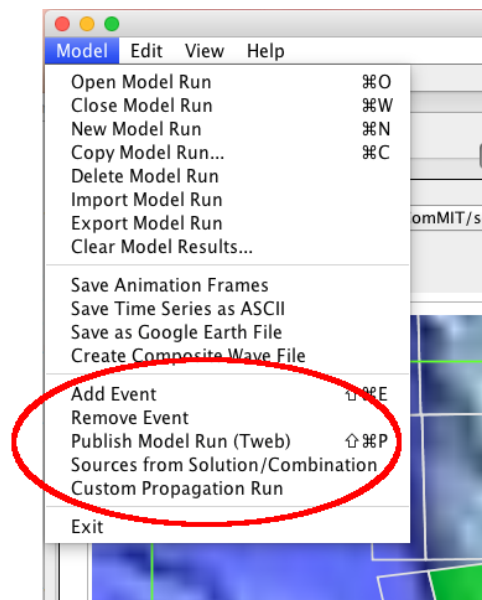 Model Edit View Help
Open Model Run ⌘O
Close Model Run ⌘W
New Model Run ⌘N
Copy Model Run... ⌘C
Delete Model Run
Import Model Run
Export Model Run
omMIT/s
Clear Model Results...
Save Animation Frames
Save Time Series as ASCII
Save as Google Earth File
Create Composite Wave File
Add Event ⇧⌘E
Remove Event
Publish Model Run (Tweb) ⇧⌘P
Sources from Solution/Combination
Custom Propagation Run
Exit